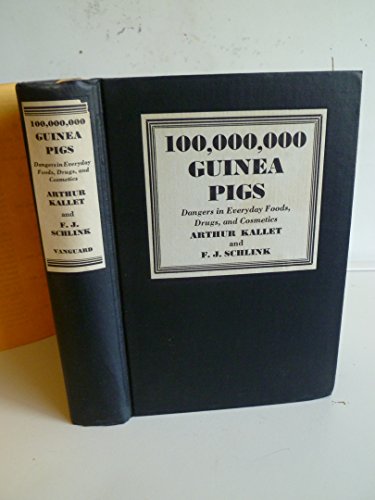 100,000,000
GUINEA
PIGS
Dangers in Everyday
Foods, Drugs, and
Cosmetics
ARTHUR
KALLET
and
F. J.
SCHLINK
VANGUARD
100,000,000
GUINEA
PIGS
Dangers in Everyday Foods,
Drugs, and Cosmetics
ARTHUR KALLET
and
F. J. SCHLINK